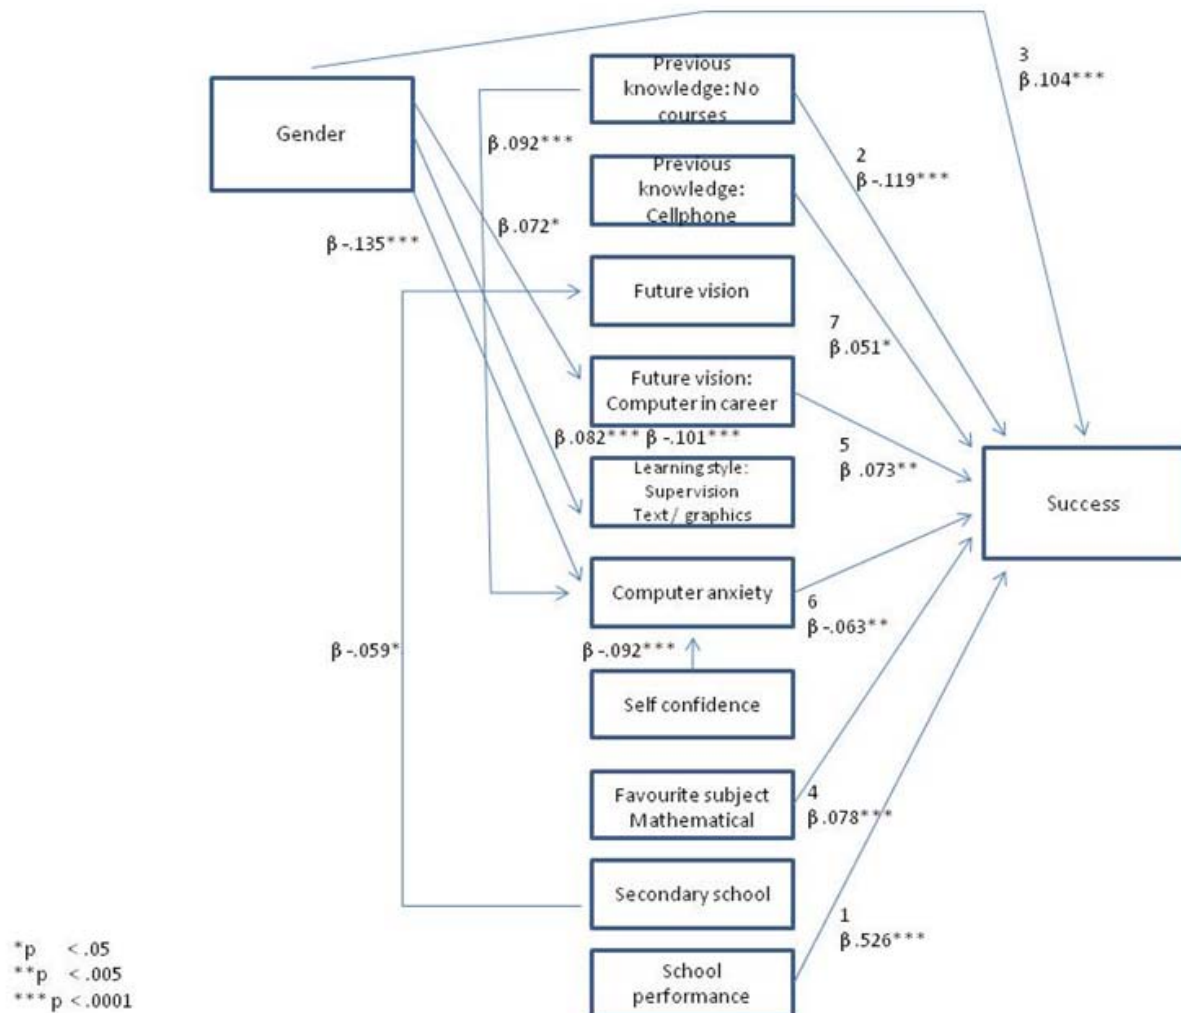 3
β .104***
Previous
knowledge: No
courses
Gender
β .092***
2
β -.119***
Previous
knowledge:
Cellphone
β .072*
β -.135***
Future vision
7
β .051*
Future vision:
Computer in career
β .082*** β -.101***
5
β .073**
Learning style:
Supervision
Text / graphics
Success
Computer anxiety
6
β -.063**
β -.059*
β -.092***
Self confidence
Favourite subject
Mathematical
4
β .078***
Secondary school
1
β .526***
School
performance
*p < .05
**p < .005
***p < .0001